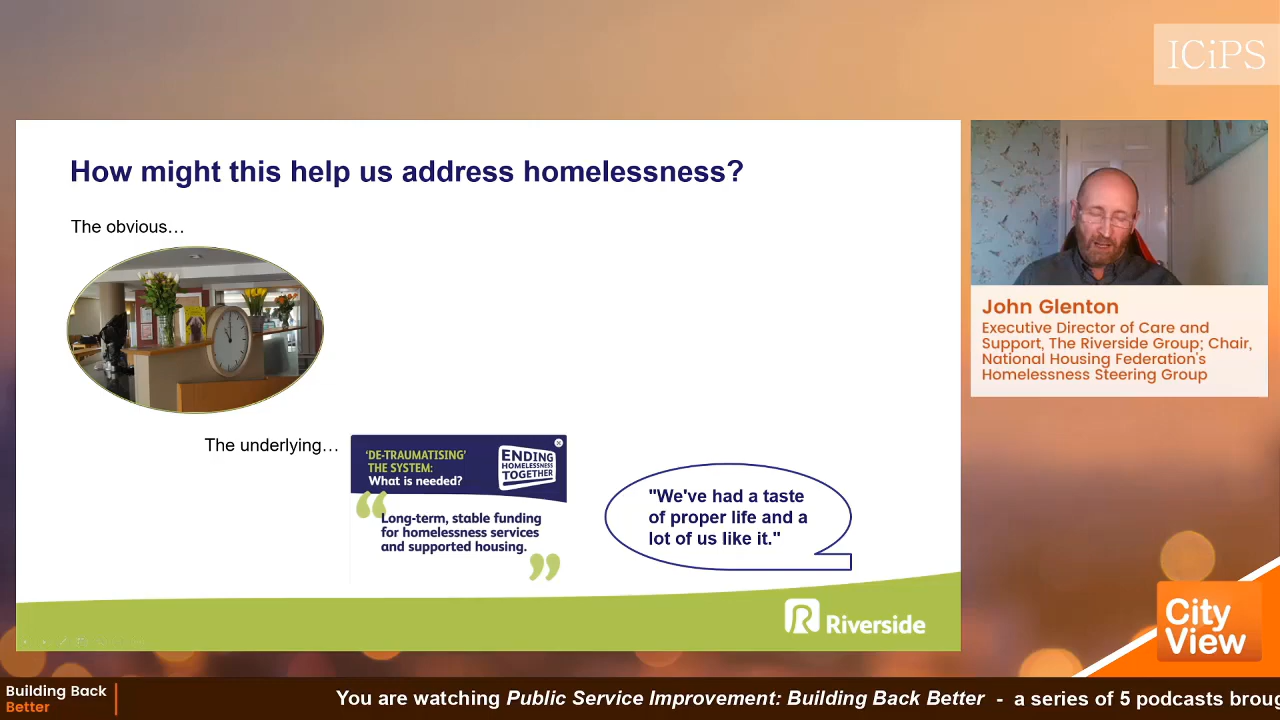 ICiPS
How might this help us address homelessness?
The obvious…
The underlying…
'DE-TRAUMATISING'
THE SYSTEM:
What is needed?
ENDING
HOMELESSNESS
TOGETHER
“Long-term, stable funding
for homelessness services
and supported housing.”
"We've had a taste
of proper life and a
lot of us like it."
Riverside
John Glenton
Executive Director of Care and
Support, The Riverside Group; Chair,
National Housing Federation's
Homelessness Steering Group
City
View
Building Back
Better
You are watching Public Service Improvement: Building Back Better - a series of 5 podcasts broug